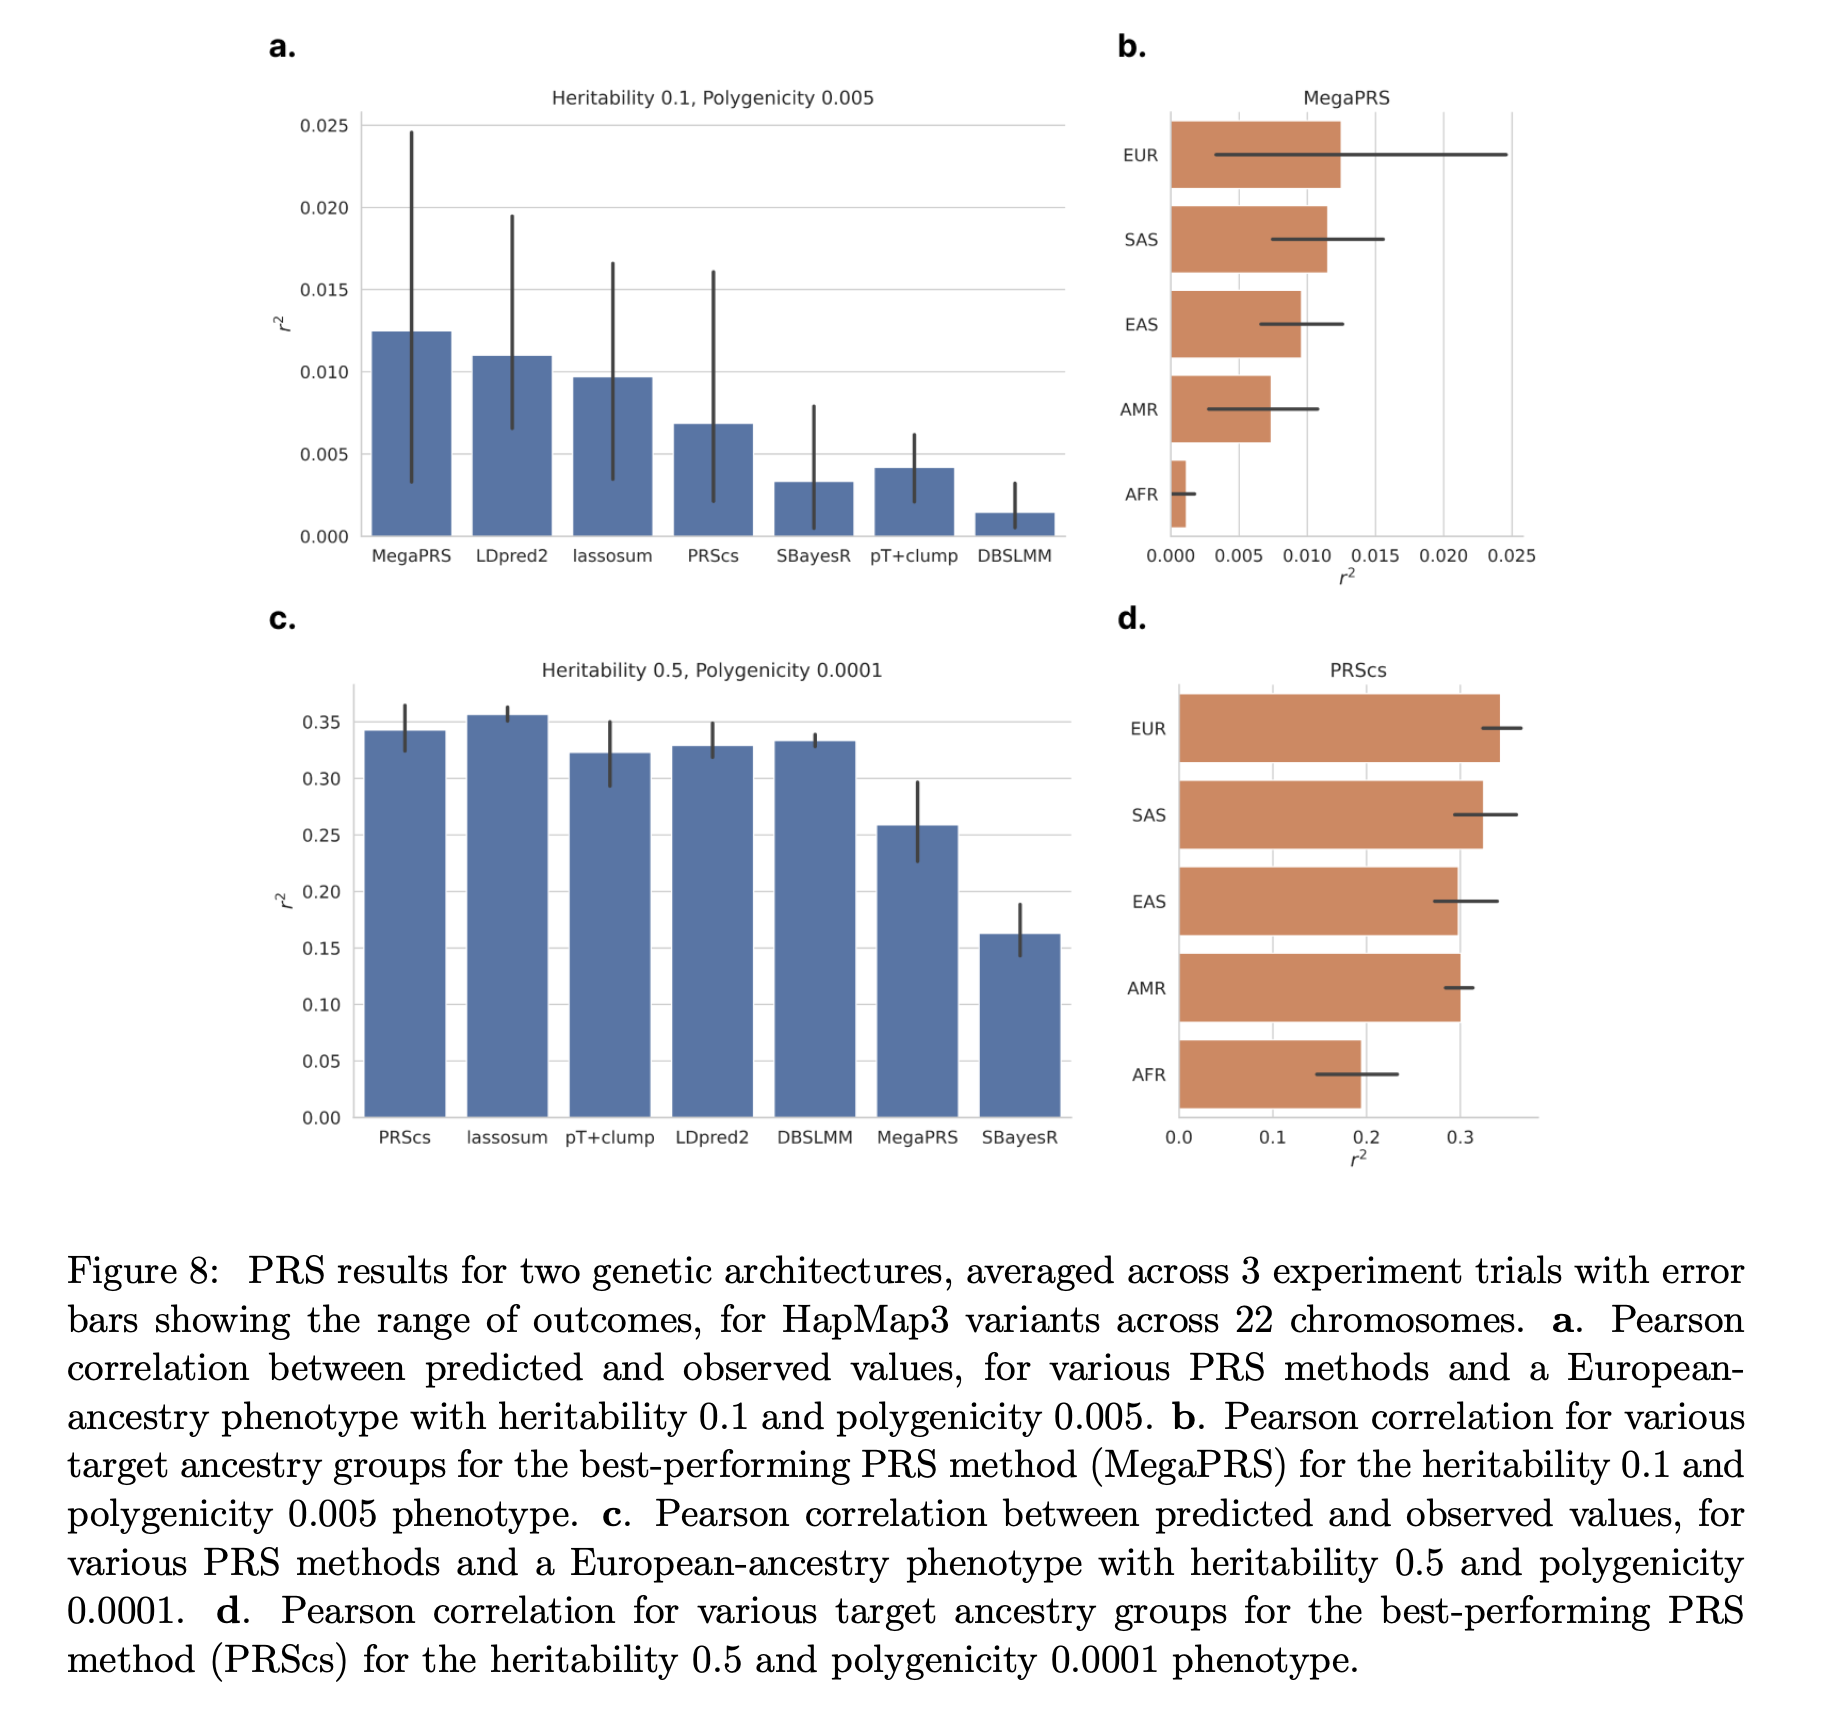 a.
Heritability 0.1, Polygenicity 0.005
0.025
0.020
0.015
0.010
0.005
0.000
r²
MegaPRS LDpred2 lassosum PRScs SBayesR pT+clump DBSLMM
b.
MegaPRS
EUR
SAS
EAS
AMR
AFR
0.000 0.005 0.010 0.015 0.020 0.025
r²
c.
Heritability 0.5, Polygenicity 0.0001
0.35
0.30
0.25
0.20
0.15
0.10
0.05
0.00
r²
PRScs lassosum pT+clump LDpred2 DBSLMM MegaPRS SBayesR
d.
PRScs
EUR
SAS
EAS
AMR
AFR
0.0 0.1 0.2 0.3
r²
Figure 8: PRS results for two genetic architectures, averaged across 3 experiment trials with error
bars showing the range of outcomes, for HapMap3 variants across 22 chromosomes. a. Pearson
correlation between predicted and observed values, for various PRS methods and a European-
ancestry phenotype with heritability 0.1 and polygenicity 0.005. b. Pearson correlation for various
target ancestry groups for the best-performing PRS method (MegaPRS) for the heritability 0.1 and
polygenicity 0.005 phenotype. c. Pearson correlation between predicted and observed values, for
various PRS methods and a European-ancestry phenotype with heritability 0.5 and polygenicity
0.0001. d. Pearson correlation for various target ancestry groups for the best-performing PRS
method (PRScs) for the heritability 0.5 and polygenicity 0.0001 phenotype.